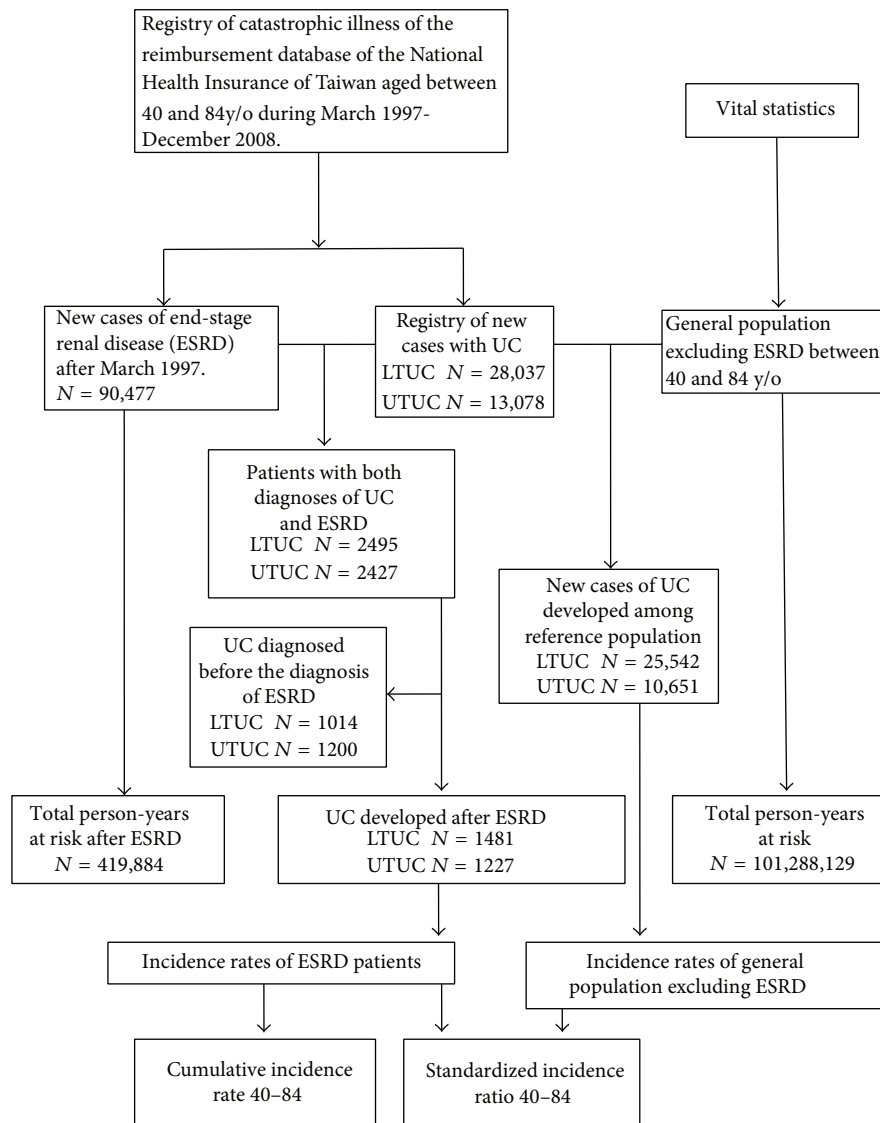 Registry of catastrophic illness of the
reimbursement database of the National
Health Insurance of Taiwan aged between
40 and 84y/o during March 1997-
December 2008.
Vital statistics
New cases of end-stage
renal disease (ESRD)
after March 1997.
N = 90,477
Registry of new
cases with UC
LTUC N = 28,037
UTUC N = 13,078
General population
excluding ESRD between
40 and 84 y/o
Patients with both
diagnoses of UC
and ESRD
LTUC N = 2495
UTUC N = 2427
New cases of UC
developed among
reference population
LTUC N = 25,542
UTUC N = 10,651
UC diagnosed
before the diagnosis
of ESRD
LTUC N = 1014
UTUC N = 1200
Total person-years
at risk after ESRD
N = 419,884
UC developed after ESRD
LTUC N = 1481
UTUC N = 1227
Total person-years
at risk
N = 101,288,129
Incidence rates of ESRD patients
Incidence rates of general
population excluding ESRD
Cumulative incidence
rate 40–84
Standardized incidence
ratio 40–84